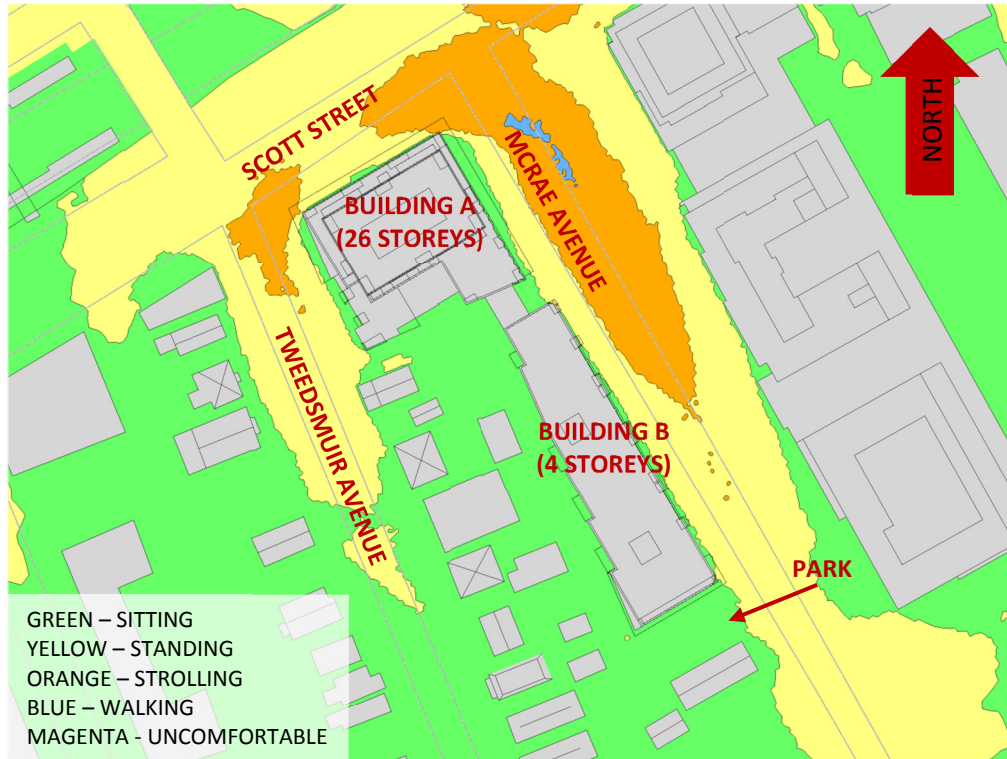 NORTH
SCOTT STREET
MCRAE AVENUE
BUILDING A
(26 STOREYS)
TWEEDSMUIR AVENUE
BUILDING B
(4 STOREYS)
PARK
GREEN – SITTING
YELLOW – STANDING
ORANGE – STROLLING
BLUE – WALKING
MAGENTA - UNCOMFORTABLE